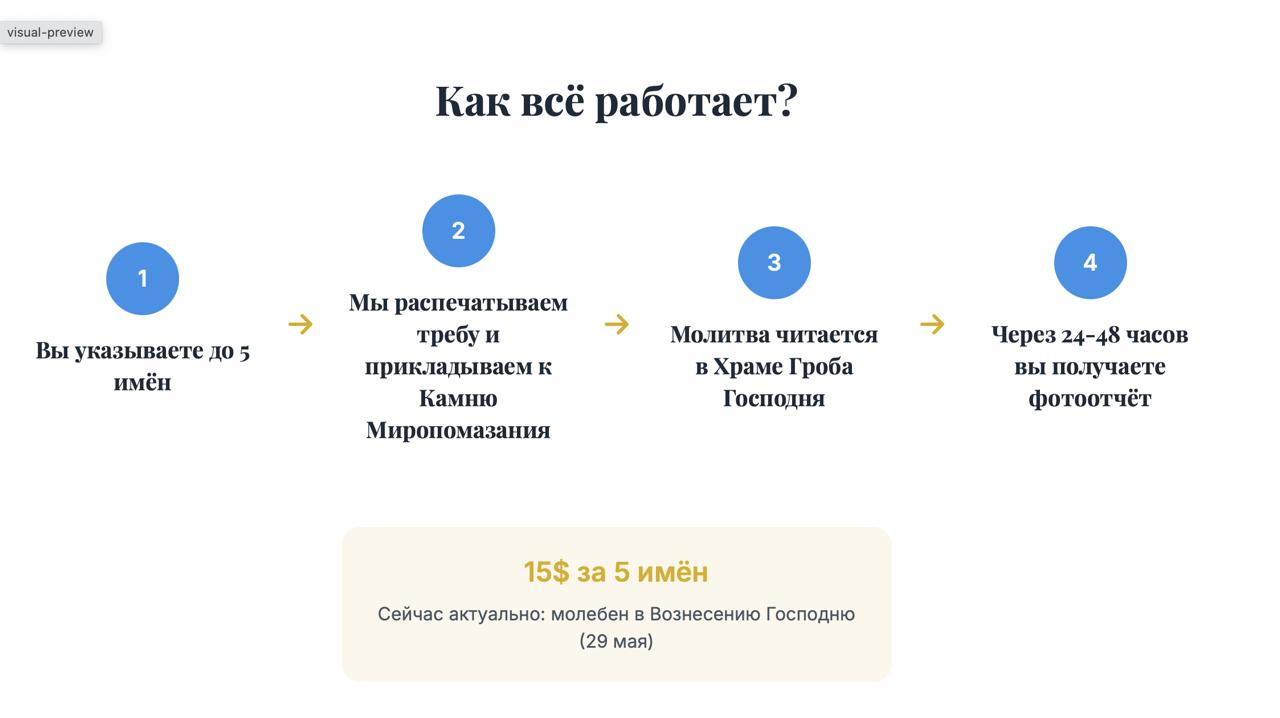 visual-preview
Как всё работает?
1
Вы указываете до 5
имён
2
Мы распечатываем
требу и
прикладываем к
Камню
Миропомазания
3
Молитва читается
в Храме Гроба
Господня
4
Через 24-48 часов
вы получаете
фотоотчёт
15$ за 5 имён
Сейчас актуально: молебен в Вознесению Господню
(29 мая)